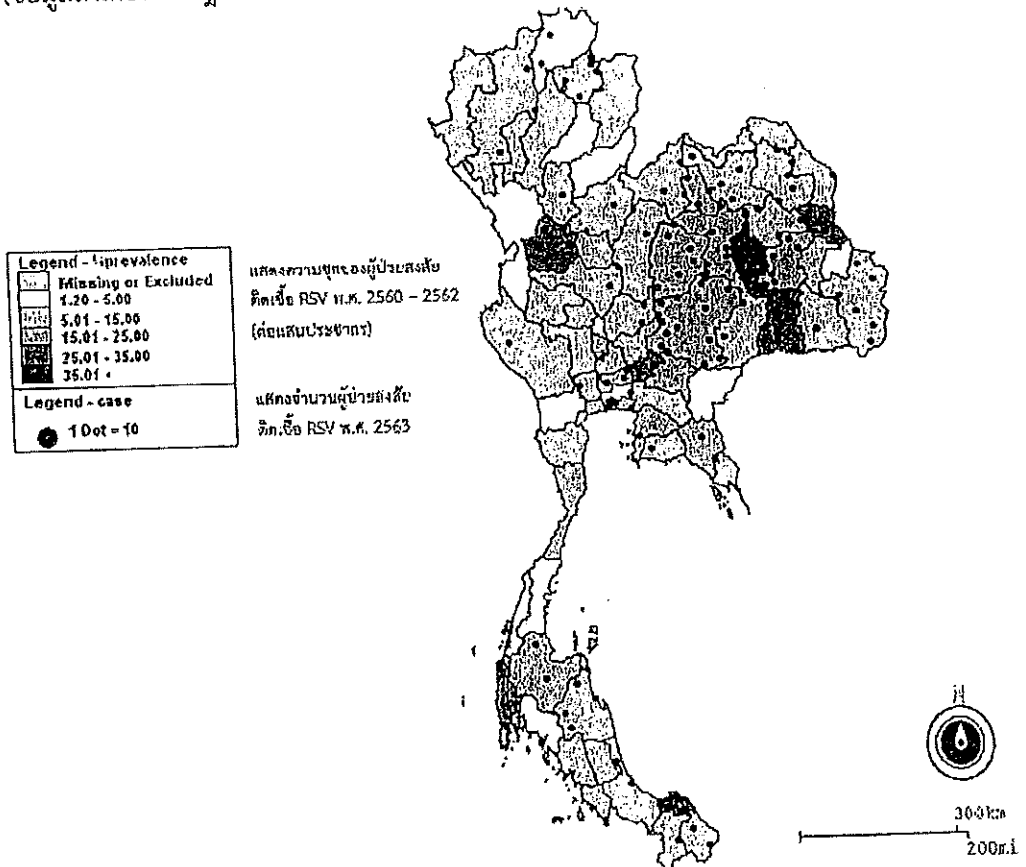 Legend - prevalence
Missing or Excluded
1.20 - 5.00
5.01 - 15.00
15.01 - 25.00
25.01 - 35.00
35.01 +
แสดงความชุกของผู้ป่วยสงสัย
ติดเชื้อ RSV พ.ศ. 2560 - 2562
(ต่อแสนประชากร)
Legend - case
1 Dot = 10
แสดงจำนวนผู้ป่วยสงสัย
ติดเชื้อ RSV พ.ศ. 2563
N
300km
200mi